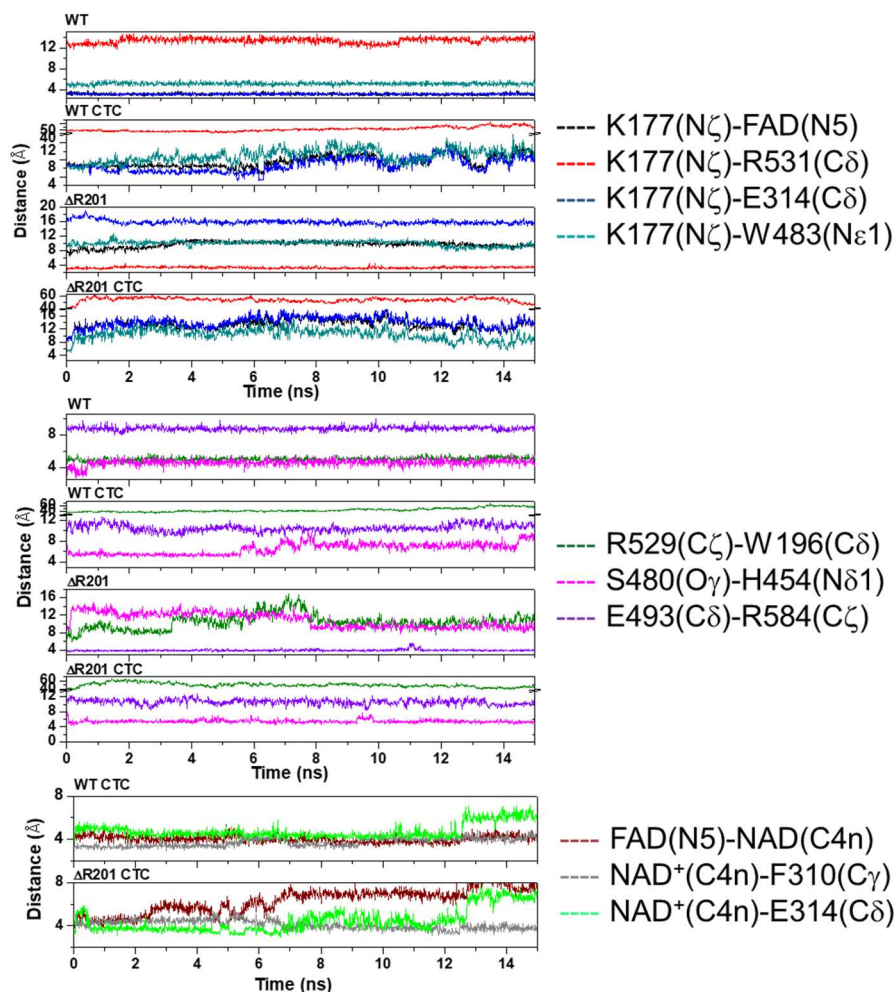 WT
12
8
4
WT CTC
50
40
12
8
4
ΔR201
20
16
12
8
4
ΔR201 CTC
60
40
16
12
8
4
0 2 4 6 8 10 12 14
Time (ns)
Distance (Å)
K177(Nζ)-FAD(N5)
K177(Nζ)-R531(Cδ)
K177(Nζ)-E314(Cδ)
K177(Nζ)-W483(Nε1)
WT
8
4
WT CTC
60
12
8
4
ΔR201
16
12
8
4
ΔR201 CTC
60
40
12
8
4
0
0 2 4 6 8 10 12 14
Time (ns)
Distance (Å)
R529(Cζ)-W196(Cδ)
S480(Oγ)-H454(Nδ1)
E493(Cδ)-R584(Cζ)
WT CTC
8
4
ΔR201 CTC
8
4
0 2 4 6 8 10 12 14
Time (ns)
Distance (Å)
FAD(N5)-NAD(C4n)
NAD⁺(C4n)-F310(Cγ)
NAD⁺(C4n)-E314(Cδ)